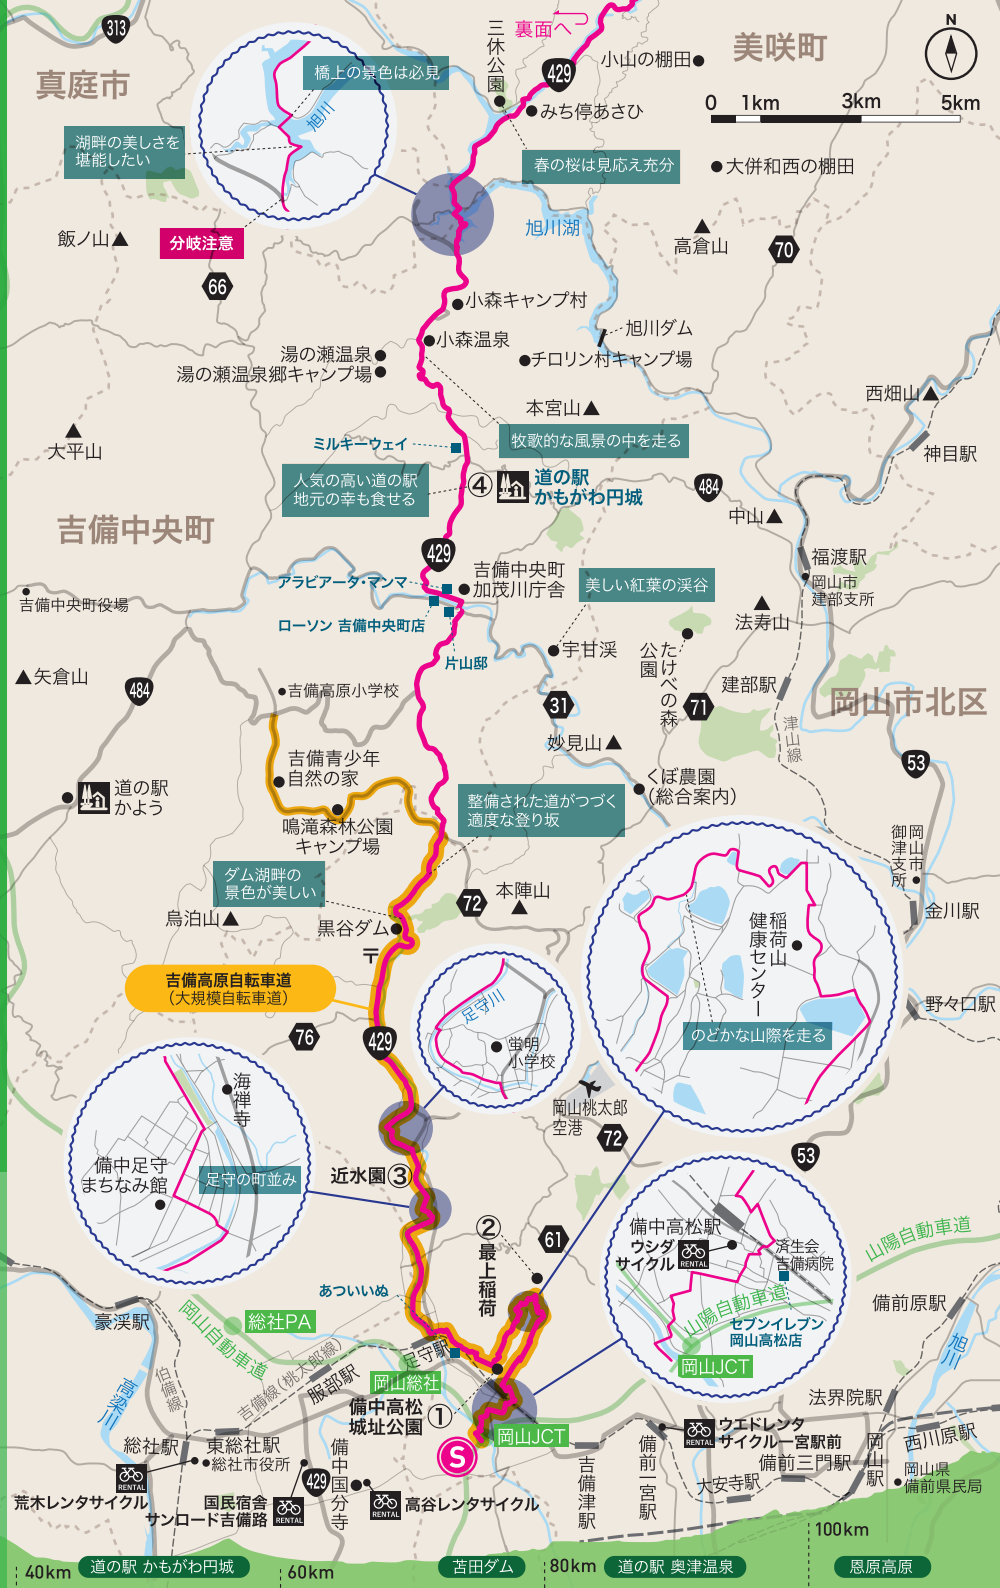 313
真庭市
橋上の景色は必見
旭川
湖畔の美しさを
堪能したい
分岐注意
飯ノ山
66
三休公園
裏面へ
429
小山の棚田
みち停あさひ
美咲町
N
0 1km 3km 5km
春の桜は見応え充分
大併和西の棚田
旭川湖
高倉山
70
小森キャンプ村
小森温泉
旭川ダム
湯の瀬温泉
湯の瀬温泉郷キャンプ場
チロリン村キャンプ場
西畑山
本宮山
大平山
ミルキーウェイ
牧歌的な風景の中を走る
神目駅
人気の高い道の駅
地元の幸も食せる
④
道の駅
かもがわ円城
484
中山
吉備中央町
429
福渡駅
岡山市
建部支所
アラビアータ・マンマ
吉備中央町
加茂川庁舎
美しい紅葉の渓谷
吉備中央町役場
ローソン 吉備中央町店
片山邸
法寿山
宇甘渓
たけべの森
公園
矢倉山
484
吉備高原小学校
31
71
建部駅
岡山市北区
津山線
妙見山
53
道の駅
かよう
吉備青少年
自然の家
くぼ農園
（総合案内）
整備された道がつづく
適度な登り坂
鳴滝森林公園
キャンプ場
岡山市
御津支所
ダム湖畔の
景色が美しい
72
本陣山
烏泊山
黒谷ダム
〒
稲荷山
健康センター
金川駅
吉備高原自転車道
（大規模自転車道）
足守川
野々口駅
76
429
のどかな山際を走る
蛍明
小学校
海禅寺
岡山桃太郎
空港
72
53
備中足守
まちなみ館
足守の町並み
近水園③
②
最上稲荷
61
備中高松駅
ウシダ
サイクル
RENTAL
済生会
吉備病院
山陽自動車道
山陽自動車道
あついいぬ
セブンイレブン
岡山高松店
岡山JCT
備前原駅
豪渓駅
岡山自動車道
総社PA
旭川
高梁川
伯備線
吉備線（桃太郎線）
服部駅
足守駅
岡山総社
備中高松
城址公園
①
S
岡山JCT
法界院駅
ウエドレンタ
サイクル一宮駅前
RENTAL
総社駅
東総社駅
総社市役所
備中国分寺
吉備津駅
備前一宮駅
備前三門駅
大安寺駅
岡山駅
西川原駅
岡山県
備前県民局
RENTAL
荒木レンタサイクル
国民宿舎
サンロード吉備路
RENTAL
429
RENTAL
高谷レンタサイクル
100km
40km
道の駅 かもがわ円城
60km
苫田ダム
80km
道の駅 奥津温泉
恩原高原